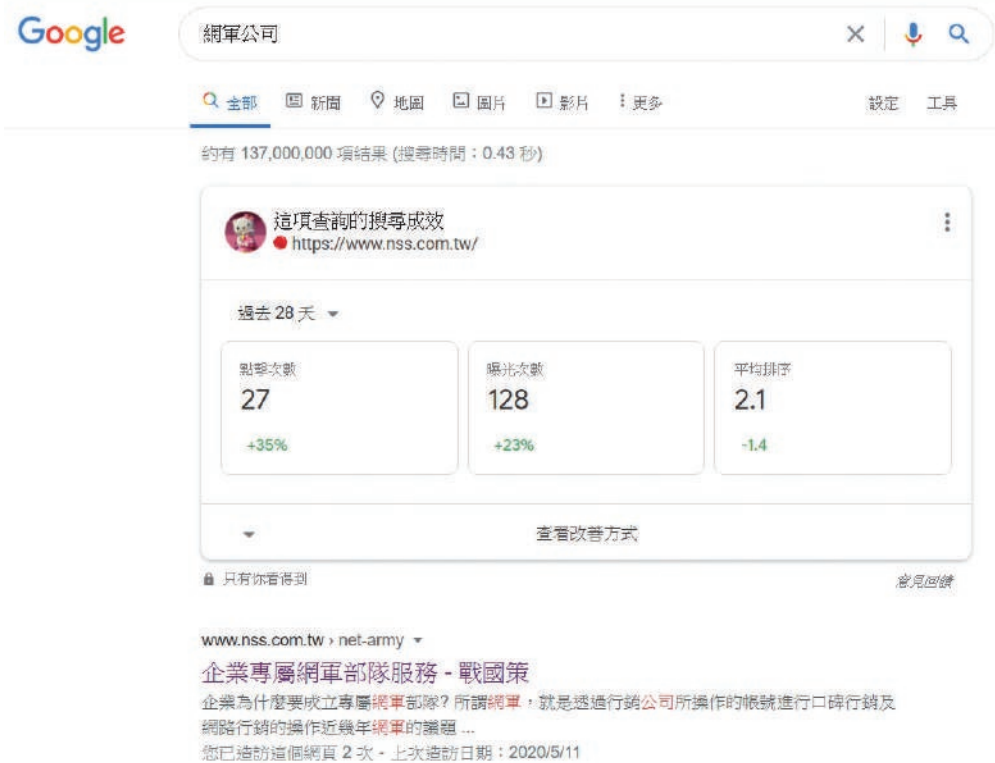 Google
網軍公司
全部 新聞 地圖 圖片 影片 更多 設定 工具
約有 137,000,000 項結果 (搜尋時間：0.43 秒)
這項查詢的搜尋成效
https://www.nss.com.tw/
過去 28 天
點擊次數 曝光次數 平均排序
27 128 2.1
+35% +23% -1.4
查看改善方式
只有你看得到 意見回饋
www.nss.com.tw › net-army
企業專屬網軍部隊服務 - 戰國策
企業為什麼要成立專屬網軍部隊? 所謂網軍，就是透過行銷公司所操作的帳號進行口碑行銷及
網路行銷的操作近幾年網軍的議題 ...
您已造訪這個網頁 2 次。上次造訪日期：2020/5/11